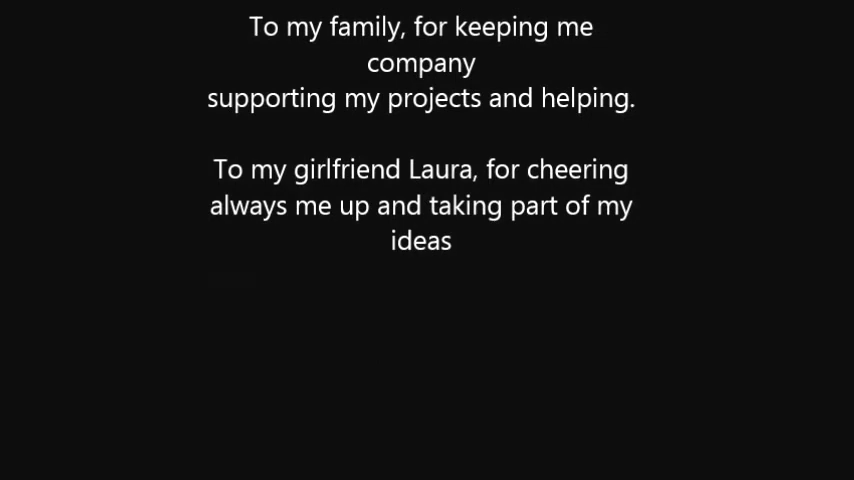 To my family, for keeping me
company
supporting my projects and helping.
To my girlfriend Laura, for cheering
always me up and taking part of my
ideas